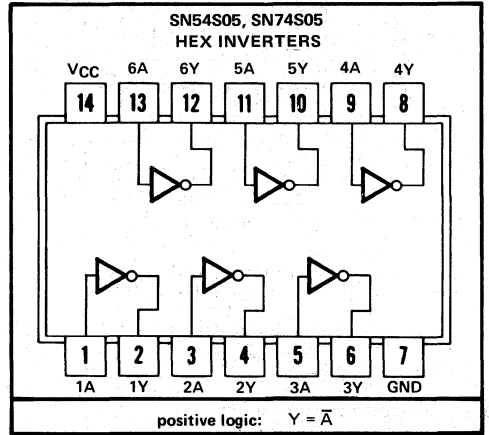 SN54S05, SN74S05
HEX INVERTERS
VCC 6A 6Y 5A 5Y 4A 4Y
14 13 12 11 10 9 8
1 2 3 4 5 6 7
1A 1Y 2A 2Y 3A 3Y GND
positive logic: Y = A̅